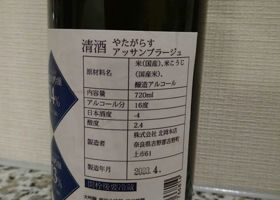 清酒 やたがらす
アッサンブラージュ
原材料名 米(国産)、米こうじ
(国産米)、
醸造アルコール
内容量 720ml
アルコール分 16度
日本酒度 -4
酸度 2.4
製造者 株式会社 北岡本店
奈良県吉野郡吉野町
上市61
製造年月 2023. 4.
開栓後要冷蔵